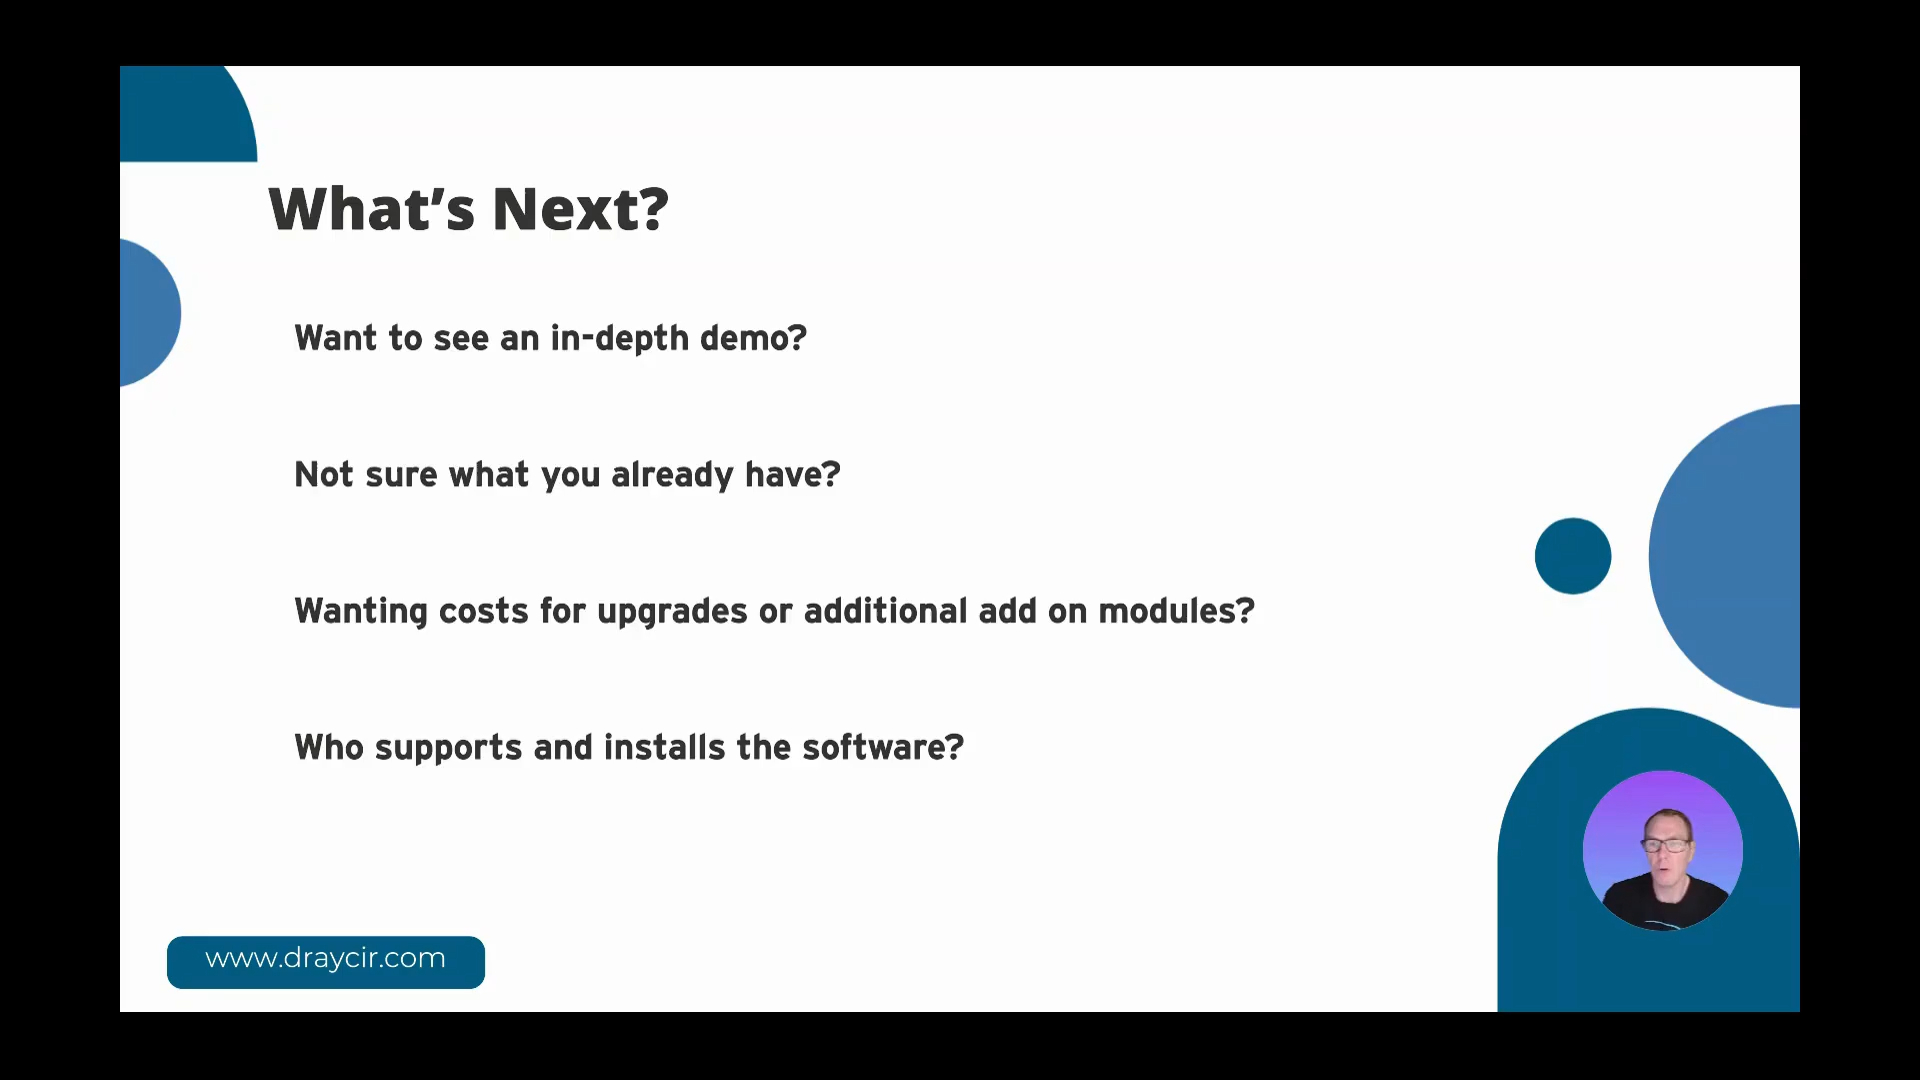 What's Next?
Want to see an in-depth demo?
Not sure what you already have?
Wanting costs for upgrades or additional add on modules?
Who supports and installs the software?
www.draycir.com